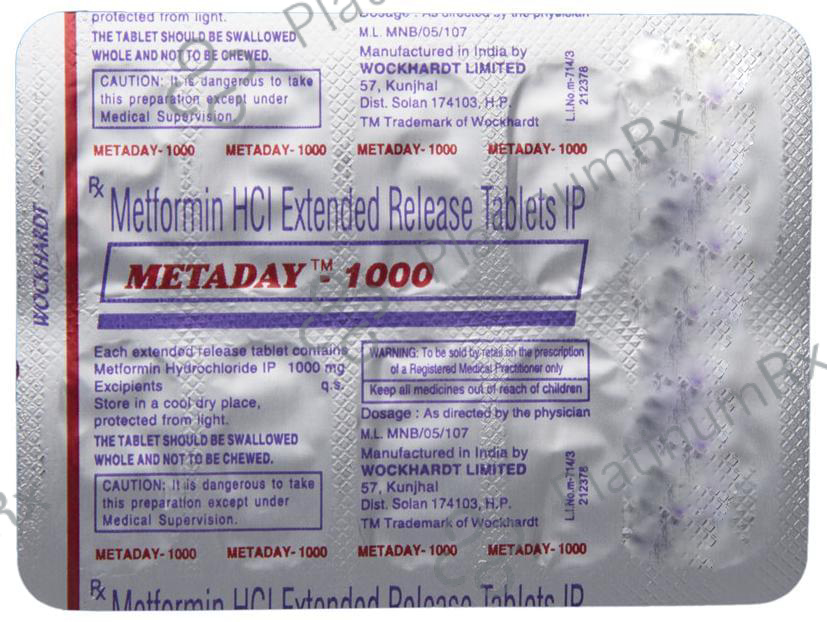 protected from light.
THE TABLET SHOULD BE SWALLOWED
WHOLE AND NOT TO BE CHEWED.
CAUTION: It is dangerous to take
this preparation except under
Medical Supervision.
Dosage : As directed by the physician
M.L. MNB/05/107
Manufactured in India by
WOCKHARDT LIMITED
57, Kunjhal
Dist. Solan 174103, H.P.
TM Trademark of Wockhardt
L.I.No.m-714/3
212378
METADAY- 1000 METADAY- 1000 METADAY - 1000 METADAY- 1000
Rx Metformin HCl Extended Release Tablets IP
METADAY™ - 1000
WOCKHARDT
Each extended release tablet contains
Metformin Hydrochloride IP 1000 mg
Excipients q.s.
Store in a cool dry place,
protected from light.
THE TABLET SHOULD BE SWALLOWED
WHOLE AND NOT TO BE CHEWED.
CAUTION: It is dangerous to take
this preparation except under
Medical Supervision.
WARNING: To be sold by retail on the prescription
of a Registered Medical Practitioner only
Keep all medicines out of reach of children
Dosage : As directed by the physician
M.L. MNB/05/107
Manufactured in India by
WOCKHARDT LIMITED
57, Kunjhal
Dist. Solan 174103, H.P.
TM Trademark of Wockhardt
L.I.No.m-714/3
212378
METADAY- 1000 METADAY- 1000 METADAY - 1000 METADAY- 1000
Rx Metformin HCl Extended Release Tablets IP
PlatinumRx
PlatinumRx
PlatinumRx